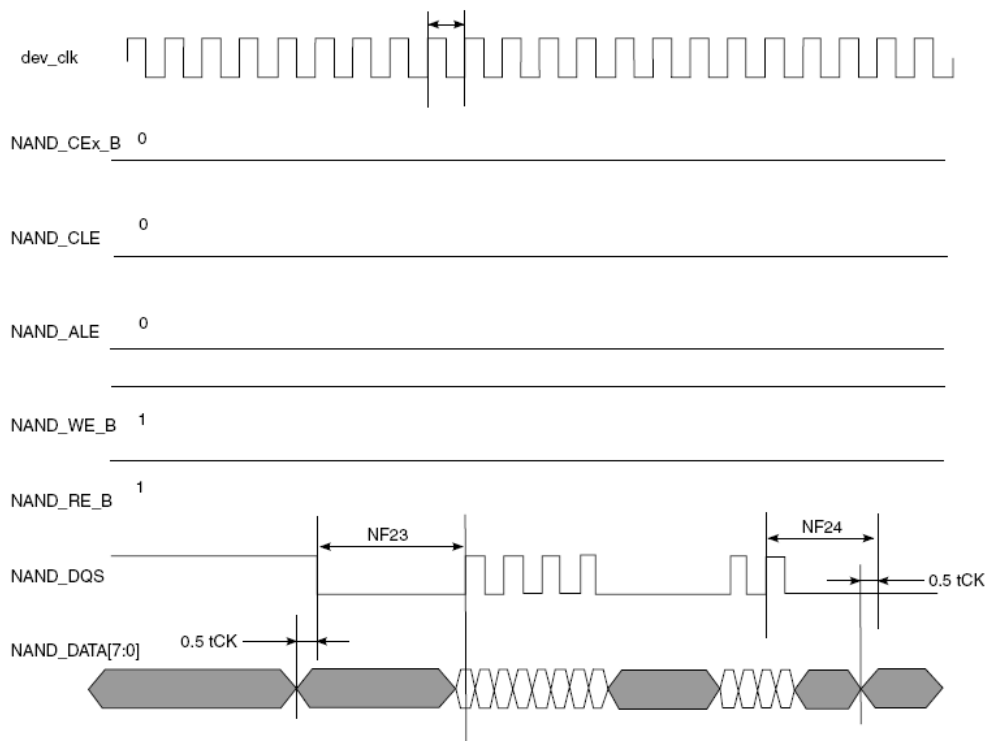 dev_clk
NAND_CEx_B 0
NAND_CLE 0
NAND_ALE 0
NAND_WE_B 1
NAND_RE_B 1
NF23
NF24
NAND_DQS
0.5 tCK
0.5 tCK
NAND_DATA[7:0]